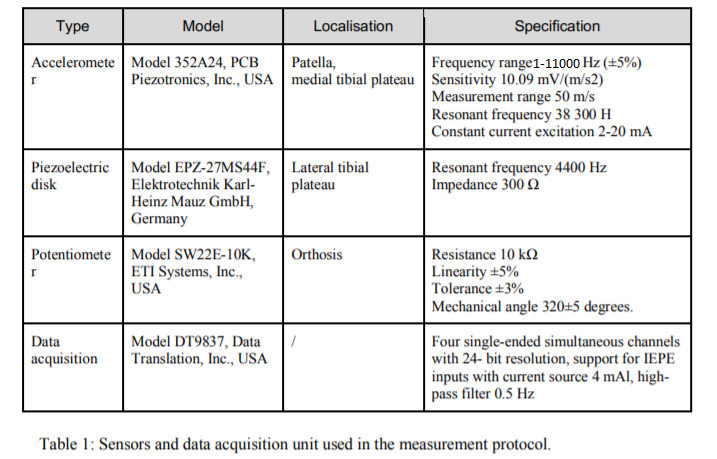 Type Model Localisation Specification
Acceleromete
r
Model 352A24, PCB
Piezotronics, Inc., USA
Patella,
medial tibial plateau
Frequency range1-11000 Hz (±5%)
Sensitivity 10.09 mV/(m/s2)
Measurement range 50 m/s
Resonant frequency 38 300 H
Constant current excitation 2-20 mA
Piezoelectric
disk
Model EPZ-27MS44F,
Elektrotechnik Karl-
Heinz Mauz GmbH,
Germany
Lateral tibial
plateau
Resonant frequency 4400 Hz
Impedance 300 Ω
Potentiomete
r
Model SW22E-10K,
ETI Systems, Inc.,
USA
Orthosis
Resistance 10 kΩ
Linearity ±5%
Tolerance ±3%
Mechanical angle 320±5 degrees.
Data
acquisition
Model DT9837, Data
Translation, Inc., USA
/
Four single-ended simultaneous channels
with 24- bit resolution, support for IEPE
inputs with current source 4 mAl, high-
pass filter 0.5 Hz
Table 1: Sensors and data acquisition unit used in the measurement protocol.